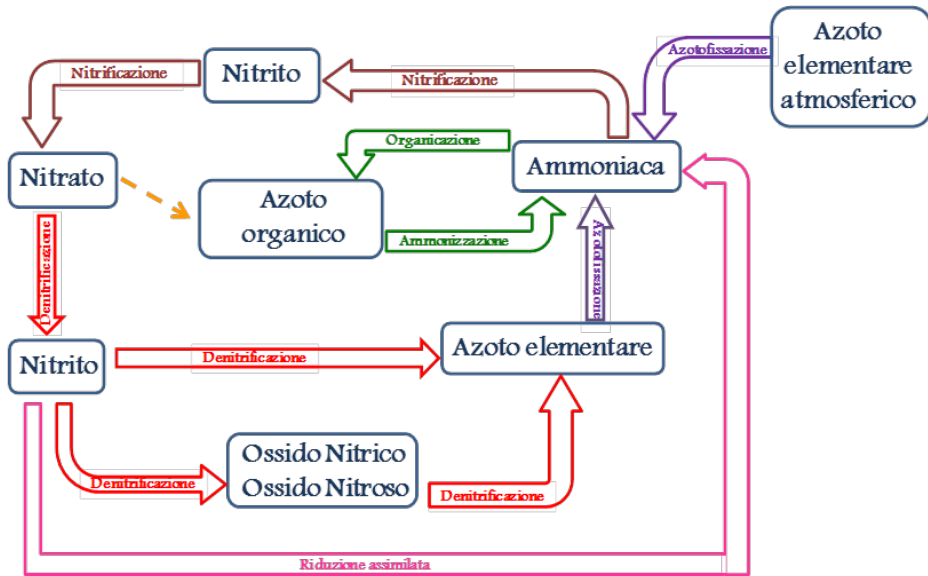 Azoto
elementare
atmosferico
Azotofissazione
Nitrificazione
Nitrito
Nitrificazione
Organicazione
Ammoniaca
Nitrato
Azoto
organico
Ammonizzazione
Azotofissazione
Denitrificazione
Nitrito
Denitrificazione
Azoto elementare
Ossido Nitrico
Ossido Nitroso
Denitrificazione
Denitrificazione
Riduzione assimilata